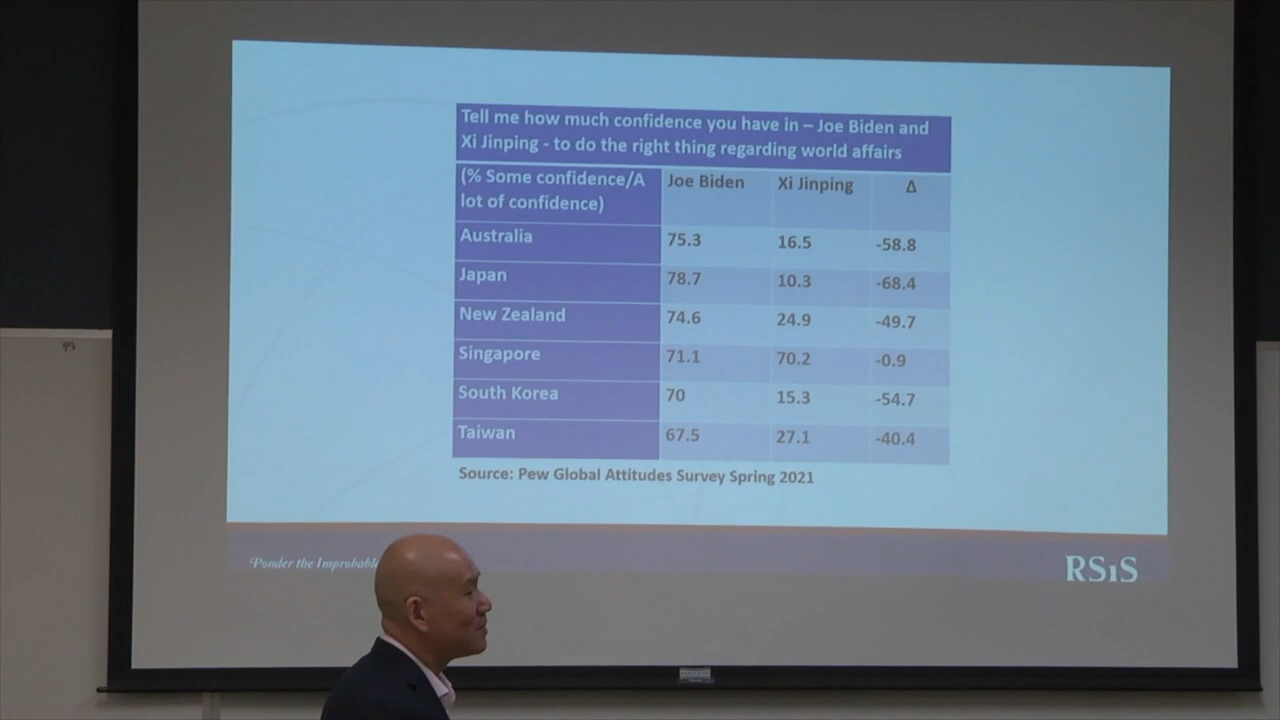 Tell me how much confidence you have in – Joe Biden and
Xi Jinping - to do the right thing regarding world affairs
(% Some confidence/A
lot of confidence) Joe Biden Xi Jinping Δ
Australia 75.3 16.5 -58.8
Japan 78.7 10.3 -68.4
New Zealand 74.6 24.9 -49.7
Singapore 71.1 70.2 -0.9
South Korea 70 15.3 -54.7
Taiwan 67.5 27.1 -40.4
Source: Pew Global Attitudes Survey Spring 2021
Ponder the Improbable
RSiS